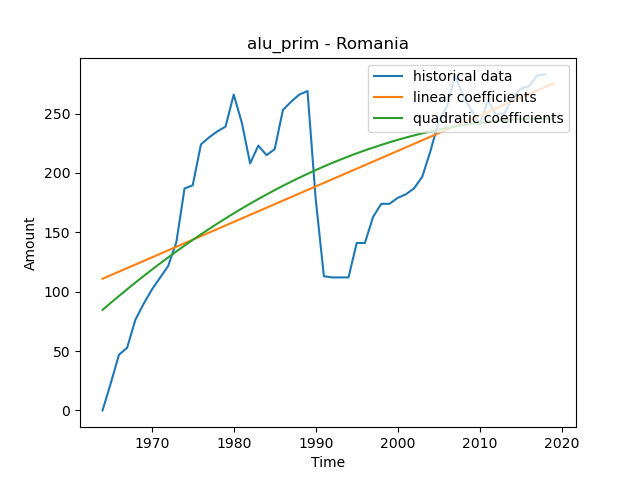 alu_prim - Romania
historical data
linear coefficients
quadratic coefficients
Amount
250
200
150
100
50
0
1970 1980 1990 2000 2010 2020
Time